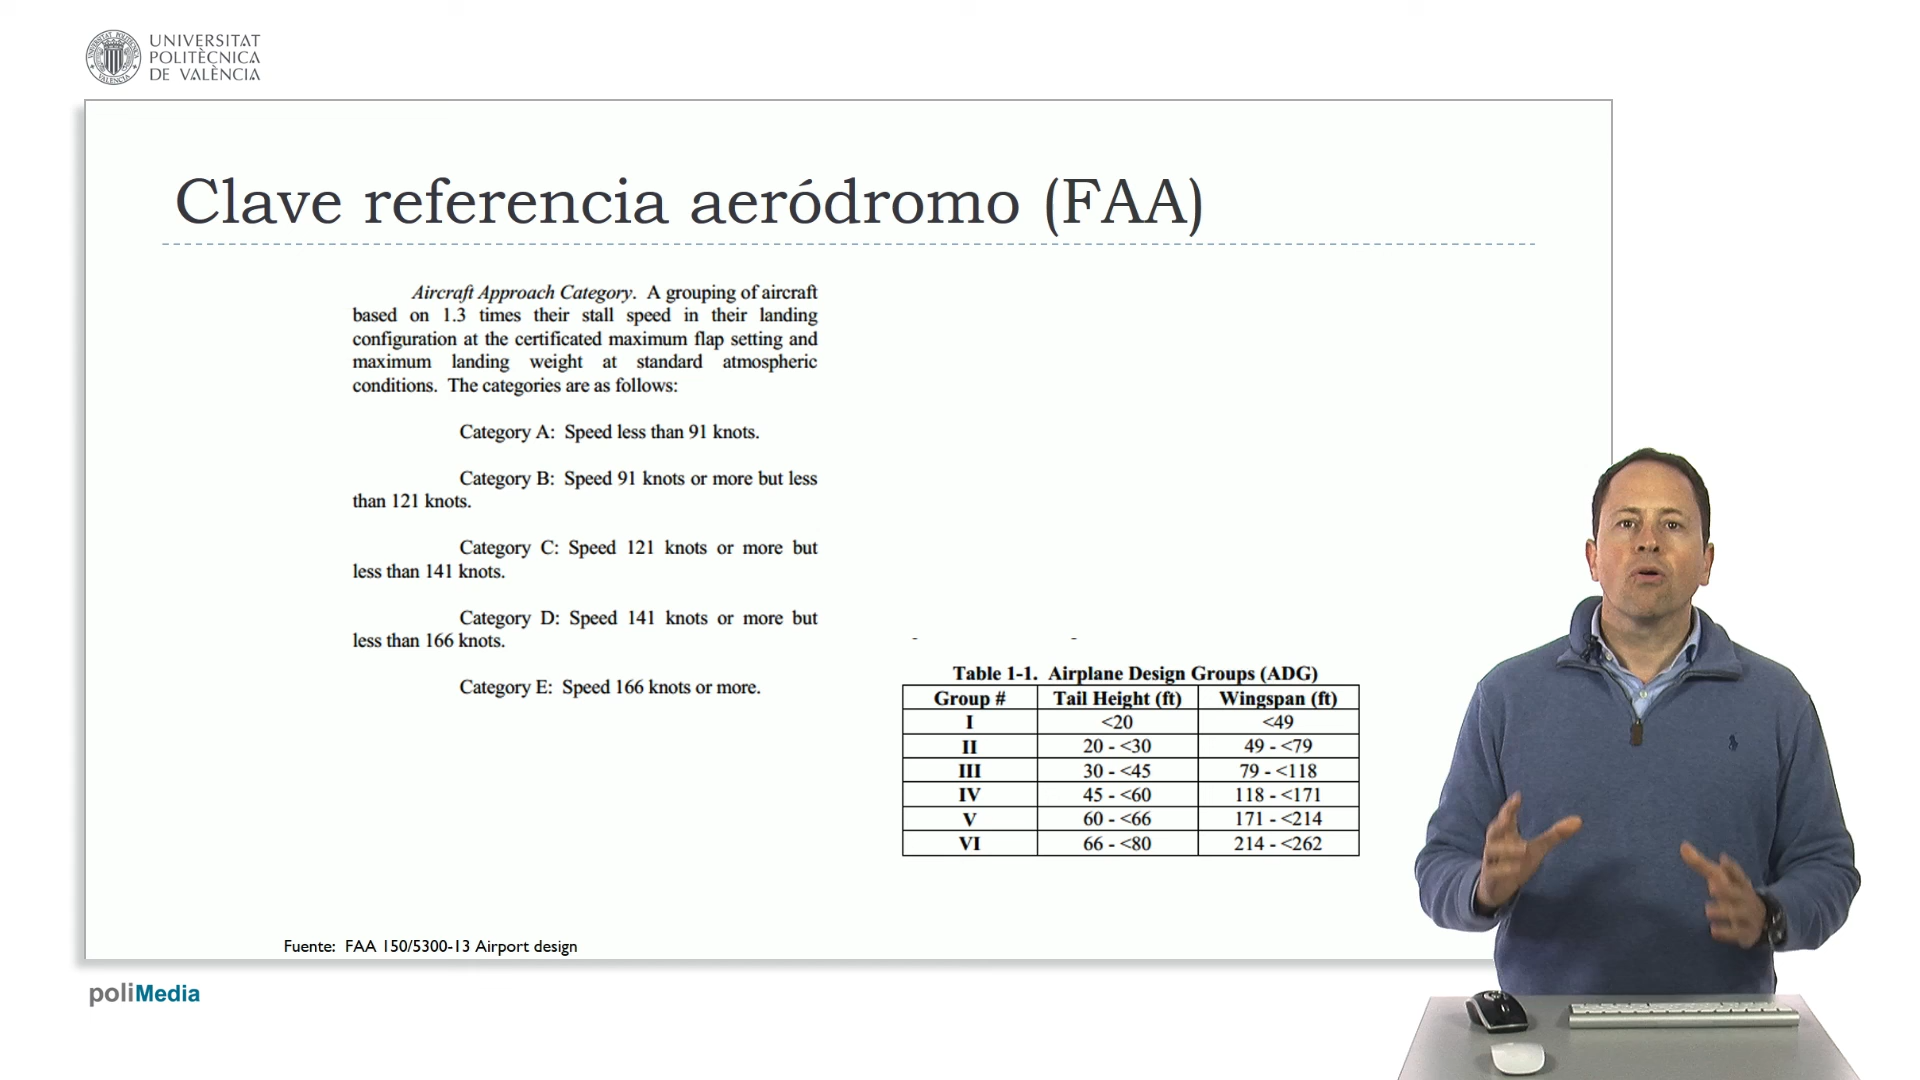 UNIVERSITAT
POLITÈCNICA
DE VALÈNCIA
Clave referencia aeródromo (FAA)
Aircraft Approach Category. A grouping of aircraft
based on 1.3 times their stall speed in their landing
configuration at the certificated maximum flap setting and
maximum landing weight at standard atmospheric
conditions. The categories are as follows:
Category A: Speed less than 91 knots.
Category B: Speed 91 knots or more but less
than 121 knots.
Category C: Speed 121 knots or more but
less than 141 knots.
Category D: Speed 141 knots or more but
less than 166 knots.
Category E: Speed 166 knots or more.
Table 1-1. Airplane Design Groups (ADG)
Group # Tail Height (ft) Wingspan (ft)
I <20 <49
II 20 - <30 49 - <79
III 30 - <45 79 - <118
IV 45 - <60 118 - <171
V 60 - <66 171 - <214
VI 66 - <80 214 - <262
Fuente: FAA 150/5300-13 Airport design
poliMedia